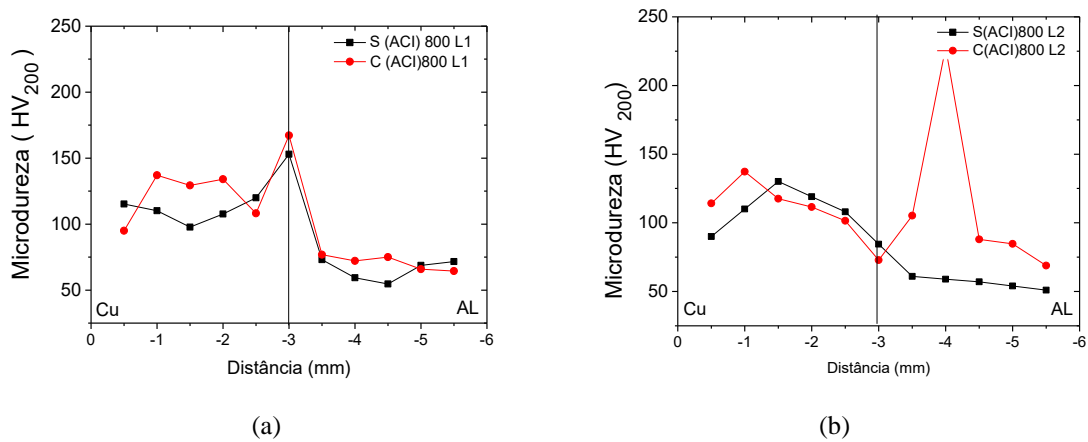 250
200
150
100
50
Microdureza ( HV200)
S (ACI) 800 L1
C (ACI)800 L1
Cu
AL
0 -1 -2 -3 -4 -5 -6
Distância (mm)
(a)
250
200
150
100
50
Microdureza (HV 200)
S(ACI)800 L2
C(ACI)800 L2
Cu
AL
0 -1 -2 -3 -4 -5 -6
Distância (mm)
(b)